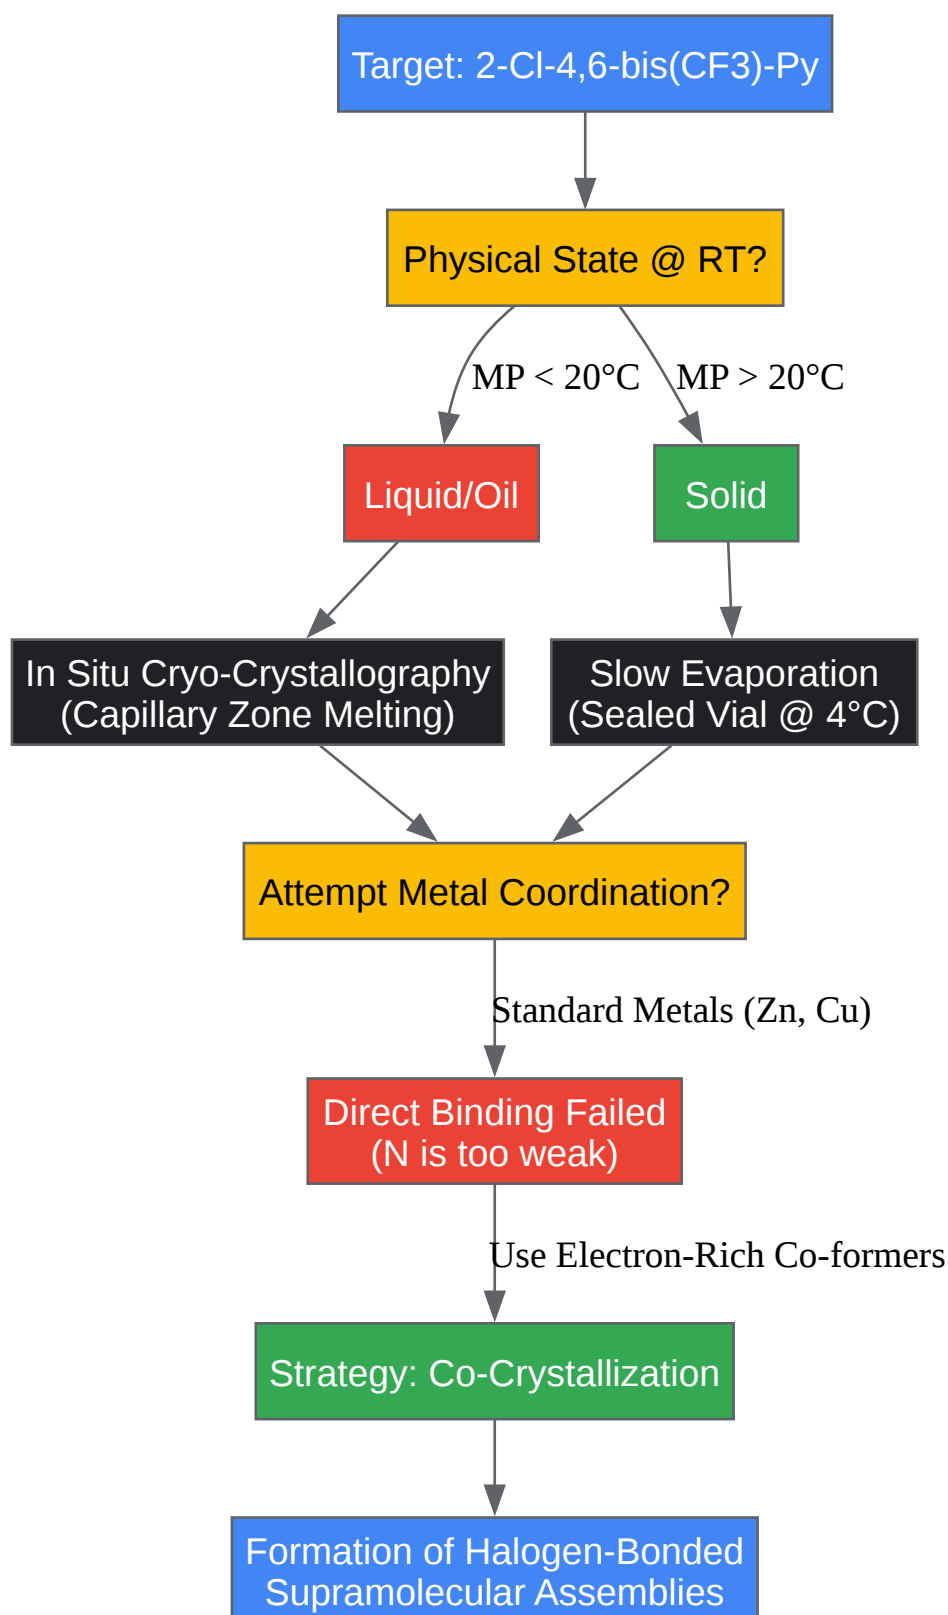 Target: 2-Cl-4,6-bis(CF3)-Py
Physical State @ RT?
MP < 20°C
MP > 20°C
Liquid/Oil
Solid
In Situ Cryo-Crystallography
(Capillary Zone Melting)
Slow Evaporation
(Sealed Vial @ 4°C)
Attempt Metal Coordination?
Standard Metals (Zn, Cu)
Direct Binding Failed
(N is too weak)
Use Electron-Rich Co-formers
Strategy: Co-Crystallization
Formation of Halogen-Bonded
Supramolecular Assemblies